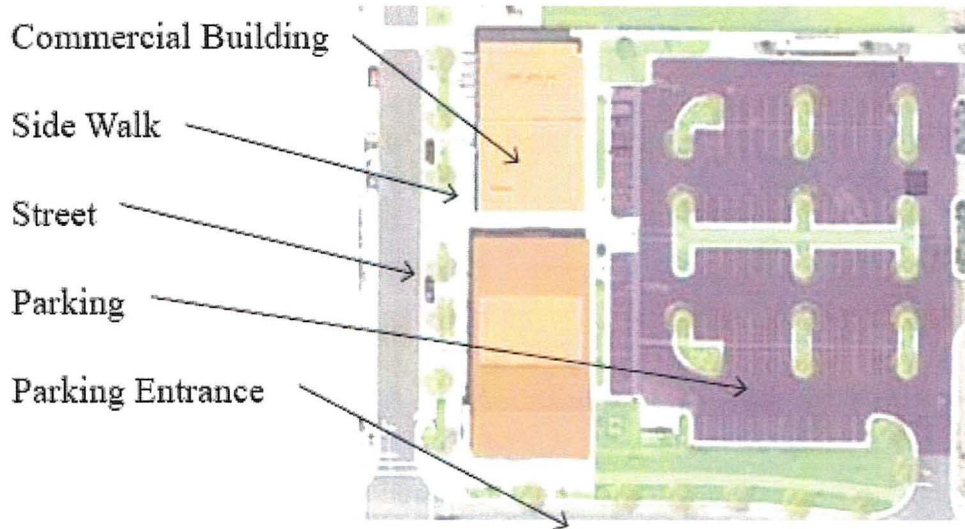 Commercial Building
Side Walk
Street
Parking
Parking Entrance